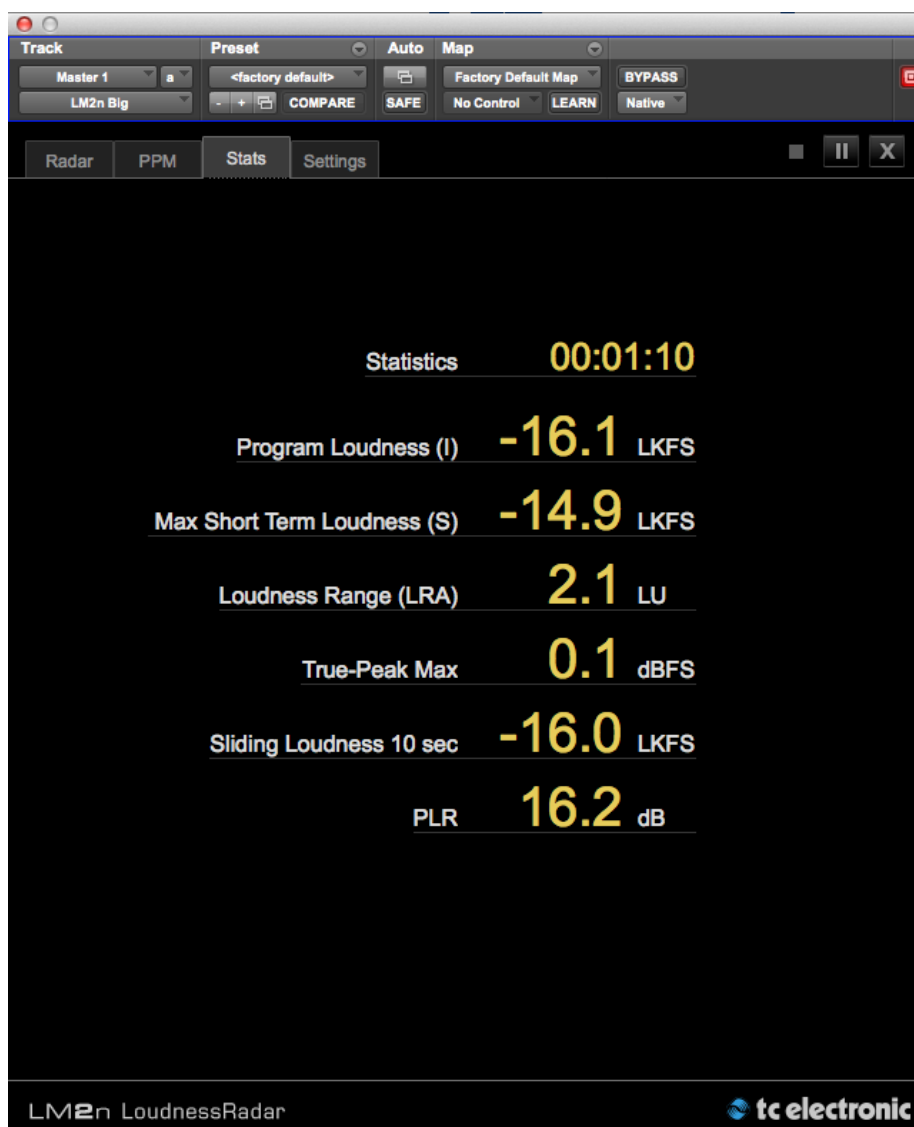 Track Preset Auto Map
Master 1 a <factory default> Factory Default Map BYPASS
LM2n Big - + COMPARE SAFE No Control LEARN Native
Radar PPM Stats Settings X
Statistics 00:01:10
Program Loudness (I) -16.1 LKFS
Max Short Term Loudness (S) -14.9 LKFS
Loudness Range (LRA) 2.1 LU
True-Peak Max 0.1 dBFS
Sliding Loudness 10 sec -16.0 LKFS
PLR 16.2 dB
LM2n LoudnessRadar tc electronic